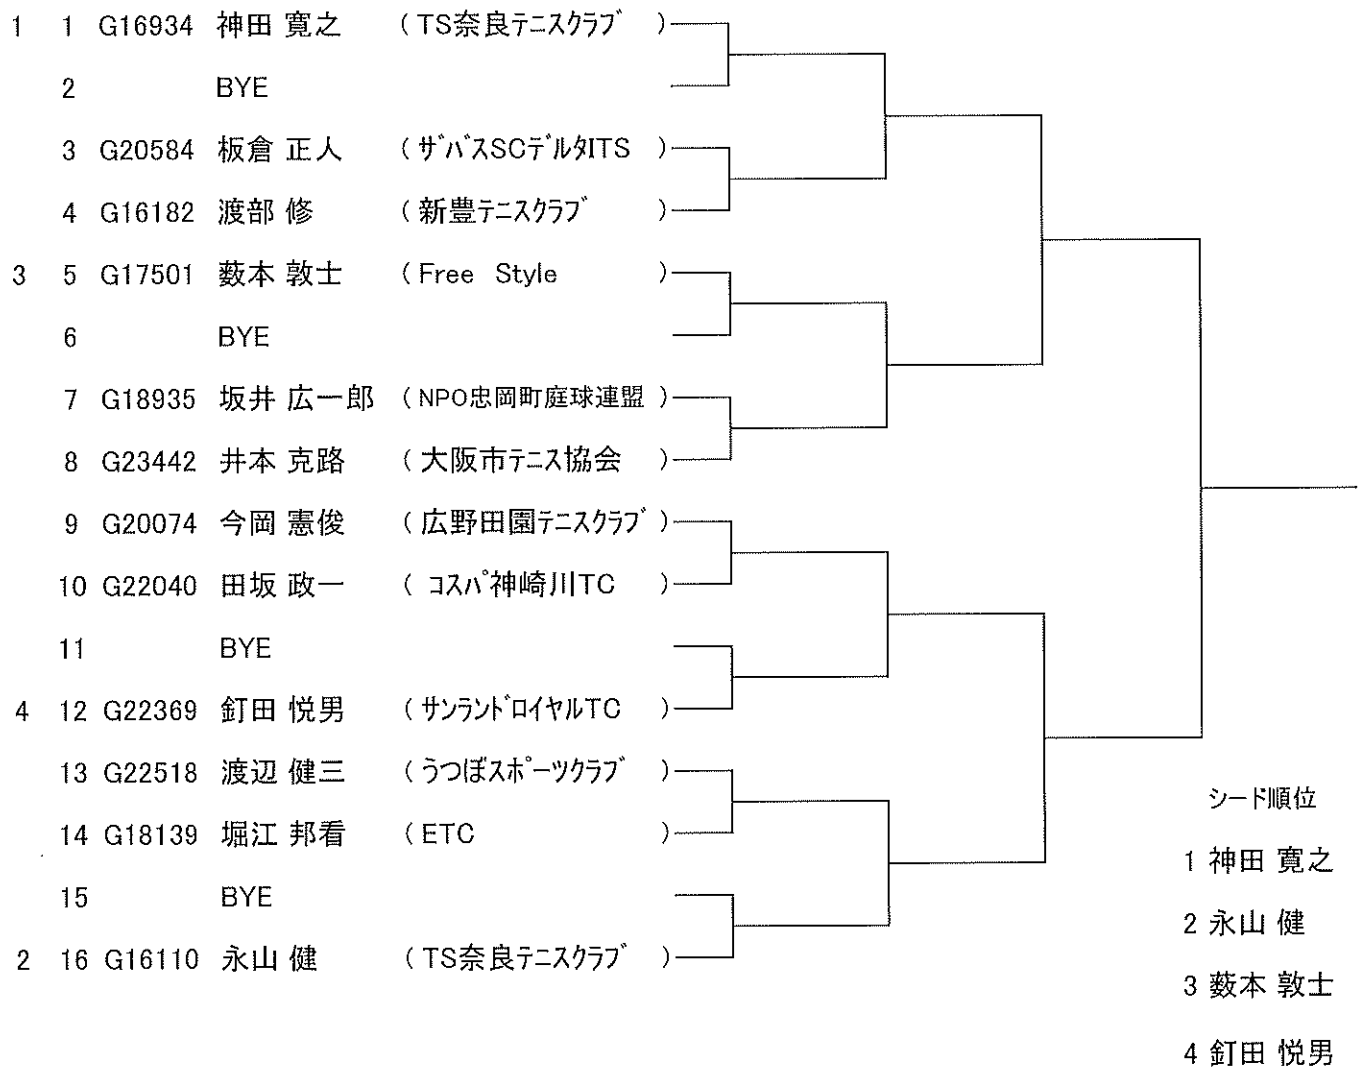 1 1 G16934 神田 寛之 （TS奈良テニスクラブ）
2 BYE
3 G20584 板倉 正人 （ザバスSCデルタITS ）
4 G16182 渡部 修 （新豊テニスクラブ ）
3 5 G17501 薮本 敦士 （Free Style ）
6 BYE
7 G18935 坂井 広一郎 （NPO忠岡町庭球連盟 ）
8 G23442 井本 克路 （大阪市テニス協会 ）
9 G20074 今岡 憲俊 （広野田園テニスクラブ）
10 G22040 田坂 政一 （コスパ神崎川TC ）
11 BYE
4 12 G22369 釘田 悦男 （サンランドロイヤルTC ）
13 G22518 渡辺 健三 （うつぼスポーツクラブ ）
14 G18139 堀江 邦看 （ETC ）
15 BYE
2 16 G16110 永山 健 （TS奈良テニスクラブ ）
シード順位
1 神田 寛之
2 永山 健
3 薮本 敦士
4 釘田 悦男